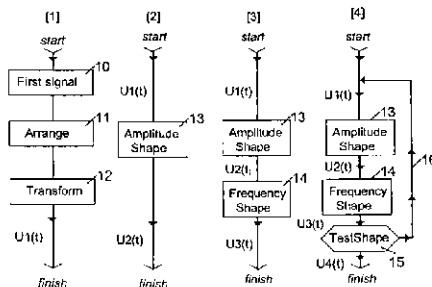 [1] [2] [3] [4]
start start start start
First signal 10
U1(t) U1(t) U1(t)
Arrange 11
Amplitude Shape 13
Amplitude Shape 13
Amplitude Shape 13
16
Transform 12
U2(t) U2(t)
Frequency Shape 14
Frequency Shape 14
U1(t) U2(t) U3(t) U3(t)
TestShape 15
U4(t)
finish finish finish finish